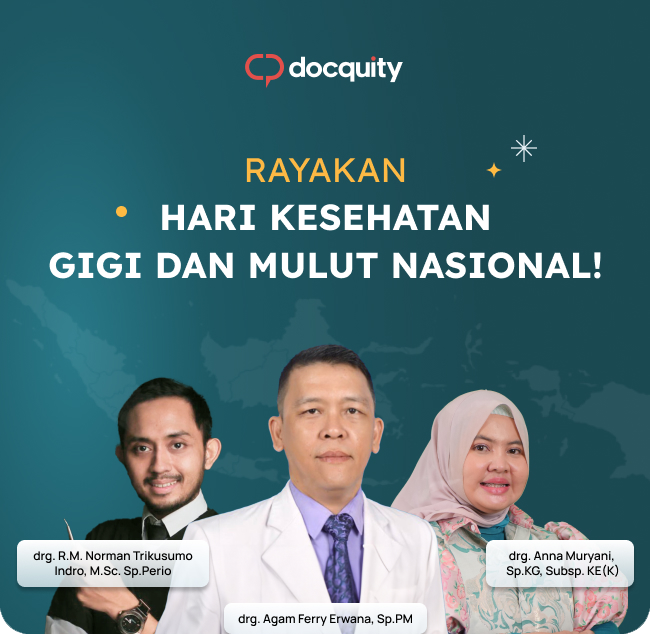 docquity
RAYAKAN
HARI KESEHATAN
GIGI DAN MULUT NASIONAL!
drg. R.M. Norman Trikusumo
Indro, M.Sc. Sp.Perio
drg. Agam Ferry Erwana, Sp.PM
drg. Anna Muryani,
Sp.KG, Subsp. KE(K)